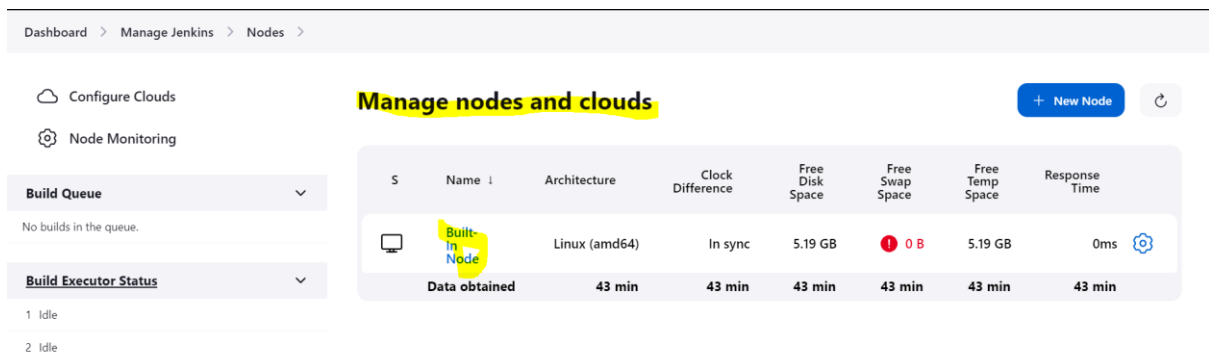 Dashboard > Manage Jenkins > Nodes >
Configure Clouds
Node Monitoring
Build Queue
No builds in the queue.
Build Executor Status
1 Idle
2 Idle
Manage nodes and clouds
+ New Node
S Name ↓ Architecture Clock Difference Free Disk Space Free Swap Space Free Temp Space Response Time
Built-In Node Linux (amd64) In sync 5.19 GB 0 B 5.19 GB 0ms
Data obtained 43 min 43 min 43 min 43 min 43 min 43 min